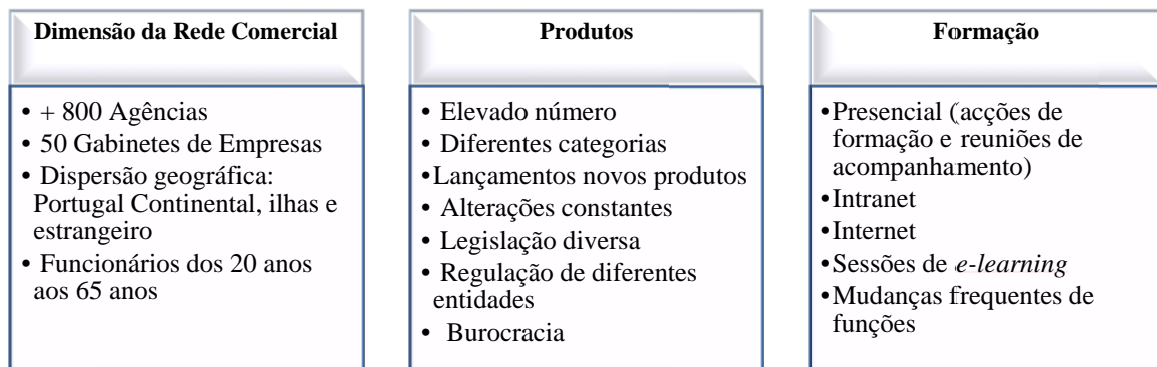 Dimensão da Rede Comercial
• + 800 Agências
• 50 Gabinetes de Empresas
• Dispersão geográfica:
Portugal Continental, ilhas e
estrangeiro
• Funcionários dos 20 anos
aos 65 anos
Produtos
• Elevado número
• Diferentes categorias
•Lançamentos novos produtos
• Alterações constantes
• Legislação diversa
• Regulação de diferentes
entidades
• Burocracia
Formação
•Presencial (acções de
formação e reuniões de
acompanhamento)
•Intranet
•Internet
•Sessões de e-learning
•Mudanças frequentes de
funções